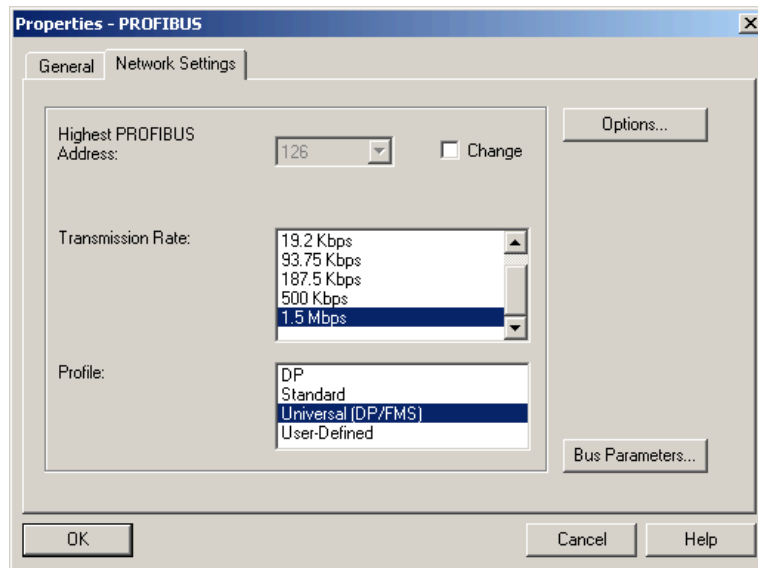 Properties - PROFIBUS
General
Network Settings
Highest PROFIBUS
Address:
126
Change
Options...
Transmission Rate:
19.2 Kbps
93.75 Kbps
187.5 Kbps
500 Kbps
1.5 Mbps
Profile:
DP
Standard
Universal (DP/FMS)
User-Defined
Bus Parameters...
OK
Cancel
Help